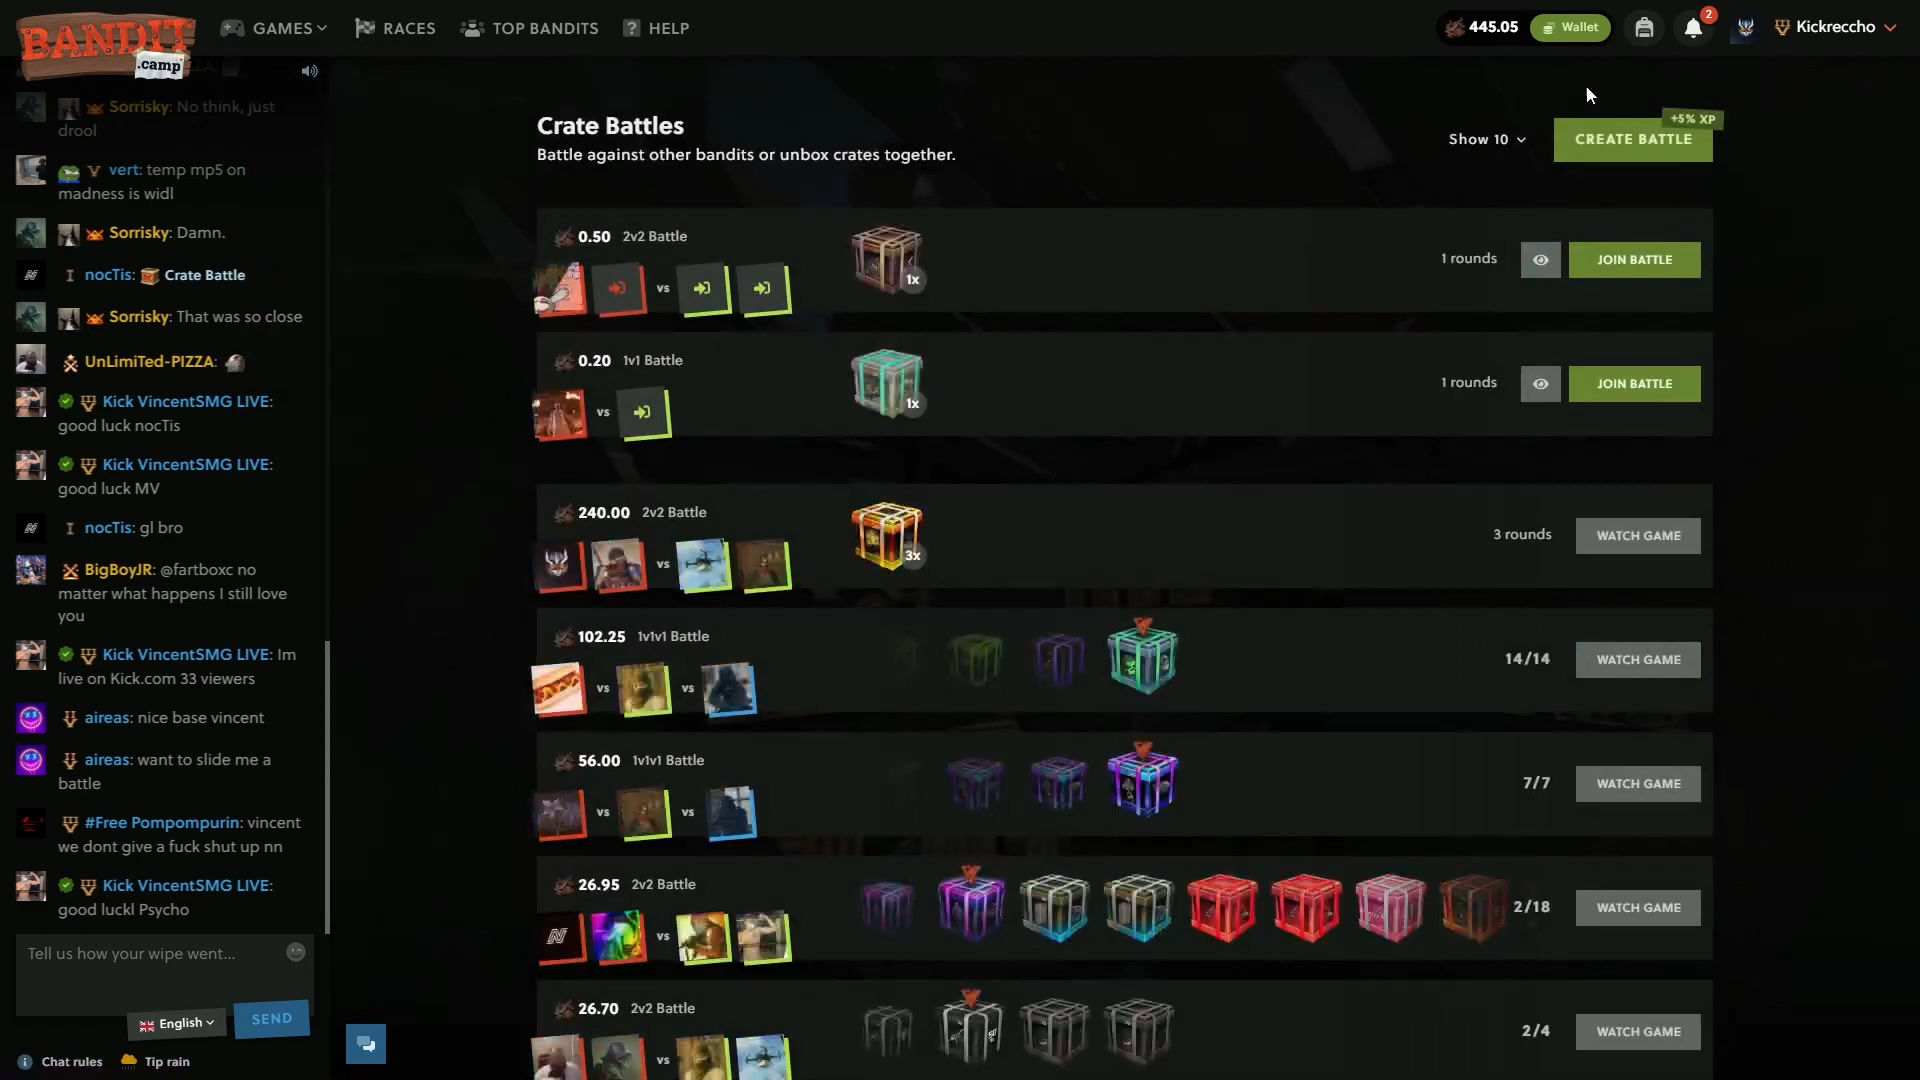 BANDIT
.camp
GAMES
RACES
TOP BANDITS
HELP
445.05
Wallet
2
Kickreccho
Sorrisky: No think, just
drool
vert: temp mp5 on
madness is widl
Sorrisky: Damn.
nocTis: Crate Battle
Sorrisky: That was so close
UnLimiTed-PIZZA:
Kick VincentSMG LIVE:
good luck nocTis
Kick VincentSMG LIVE:
good luck MV
nocTis: gl bro
BigBoyJR: @fartboxc no
matter what happens I still love
you
Kick VincentSMG LIVE: Im
live on Kick.com 33 viewers
aireas: nice base vincent
aireas: want to slide me a
battle
#Free Pompompurin: vincent
we dont give a fuck shut up nn
Kick VincentSMG LIVE:
good luckl Psycho
Tell us how your wipe went...
English
SEND
Chat rules
Tip rain
Crate Battles
Battle against other bandits or unbox crates together.
Show 10
+5% XP
CREATE BATTLE
0.50 2v2 Battle
vs
1x
1 rounds
JOIN BATTLE
0.20 1v1 Battle
vs
1x
1 rounds
JOIN BATTLE
240.00 2v2 Battle
vs
3x
3 rounds
WATCH GAME
102.25 1v1v1 Battle
vs
vs
14/14
WATCH GAME
56.00 1v1v1 Battle
vs
vs
7/7
WATCH GAME
26.95 2v2 Battle
vs
2/18
WATCH GAME
26.70 2v2 Battle
vs
2/4
WATCH GAME